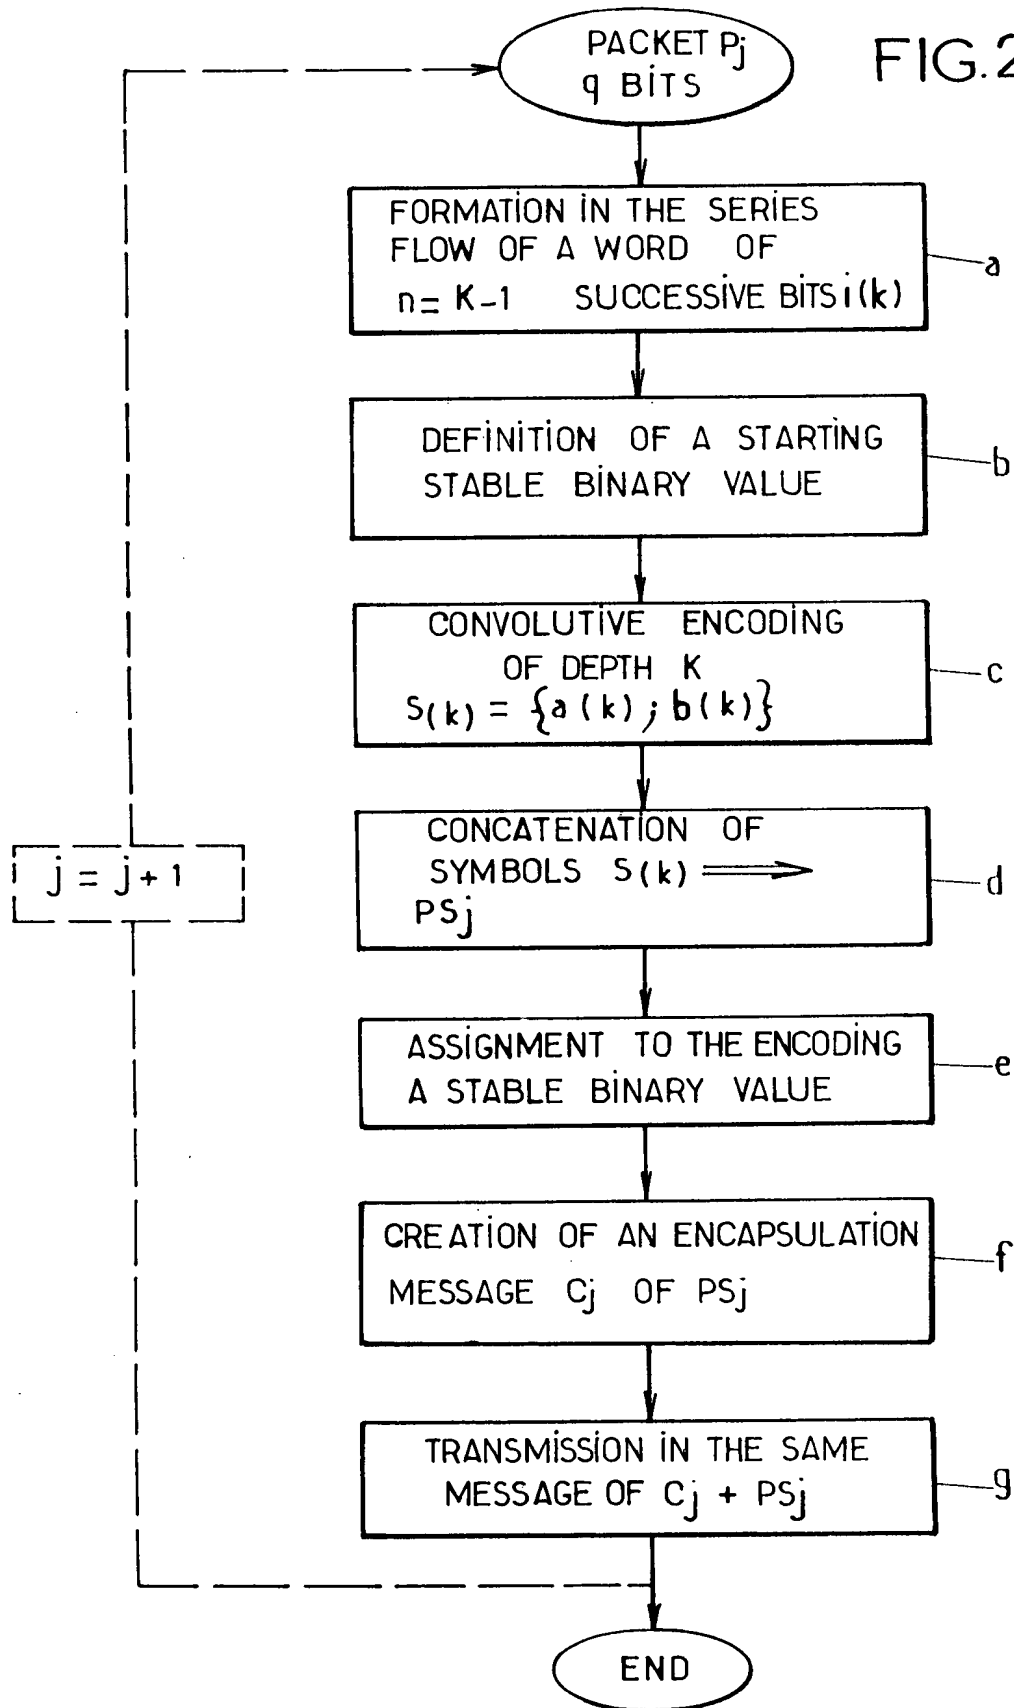 PACKET Pj
q BITS
FIG.2
FORMATION IN THE SERIES
FLOW OF A WORD OF
n = K-1 SUCCESSIVE BITS i(k)
a
DEFINITION OF A STARTING
STABLE BINARY VALUE
b
CONVOLUTIVE ENCODING
OF DEPTH K
S(k) = {a(k); b(k)}
c
CONCATENATION OF
SYMBOLS S(k) ⟹
PSj
d
j = j + 1
ASSIGNMENT TO THE ENCODING
A STABLE BINARY VALUE
e
CREATION OF AN ENCAPSULATION
MESSAGE Cj OF PSj
f
TRANSMISSION IN THE SAME
MESSAGE OF Cj + PSj
g
END